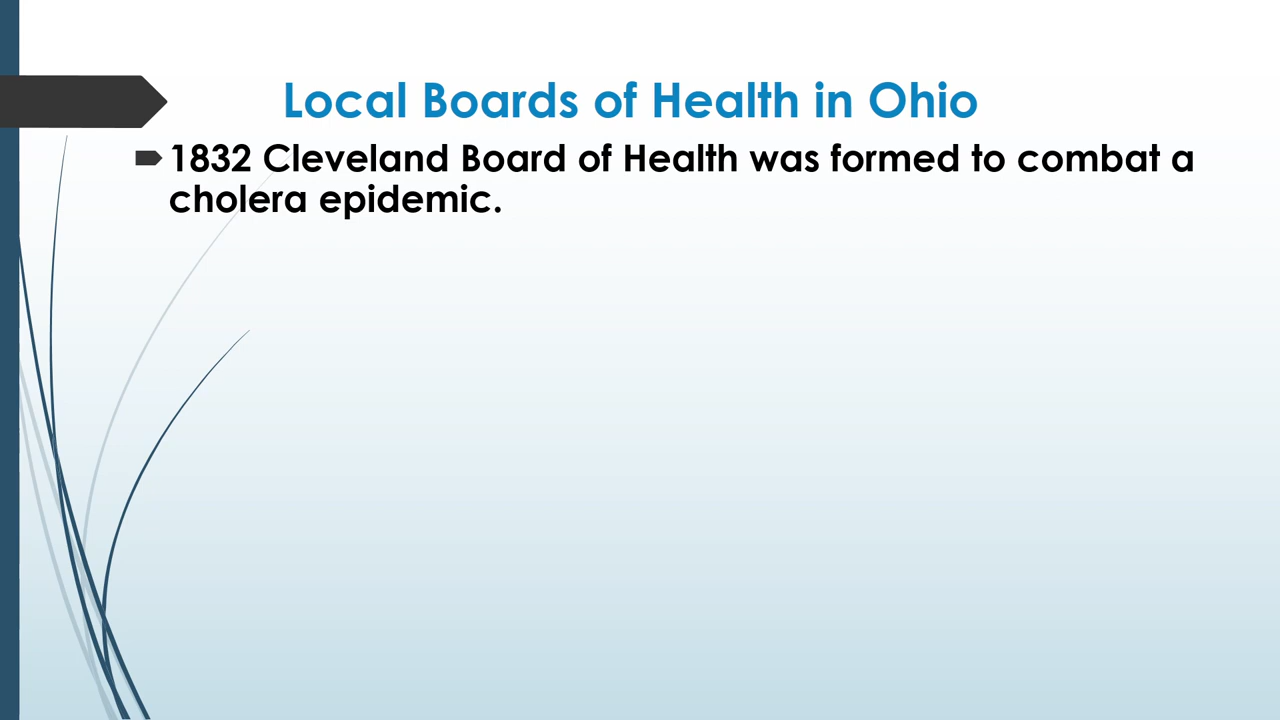 Local Boards of Health in Ohio
1832 Cleveland Board of Health was formed to combat a
cholera epidemic.